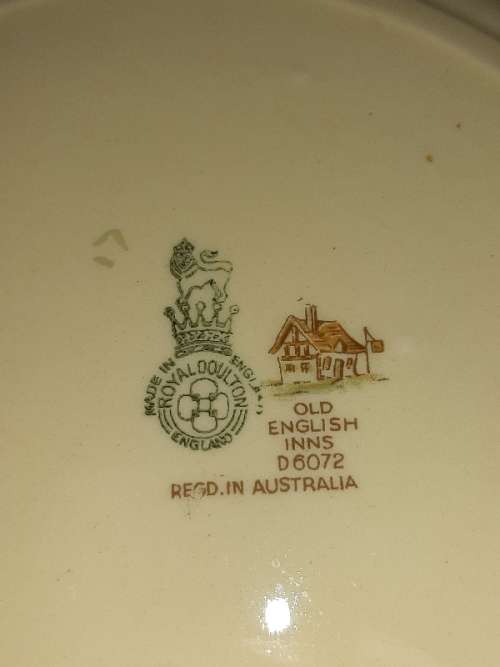 MADE IN ENGLAND
ROYAL DOULTON
ENGLAND
OLD
ENGLISH
INNS
D6072
REGD. IN AUSTRALIA